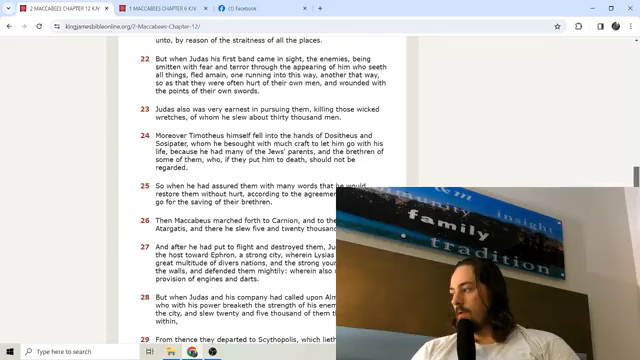 2 MACCABEES CHAPTER 12 KJV
1 MACCABEES CHAPTER 6 KJV
(1) Facebook
kingjamesbibleonline.org/2-Maccabees-Chapter-12/
unto, by reason of the straitness of all the places.
22 But when Judas his first band came in sight, the enemies, being
smitten with fear and terror through the appearing of him who seeth
all things, fled amain, one running into this way, another that way,
so as that they were often hurt of their own men, and wounded with
the points of their own swords.
23 Judas also was very earnest in pursuing them, killing those wicked
wretches, of whom he slew about thirty thousand men.
24 Moreover Timotheus himself fell into the hands of Dositheus and
Sosipater, whom he besought with much craft to let him go with his
life, because he had many of the Jews' parents, and the brethren of
some of them, who, if they put him to death, should not be
regarded.
25 So when he had assured them with many words that he would
restore them without hurt, according to the agreement
go for the saving of their brethren.
26 Then Maccabeus marched forth to Carnion, and to the
Atargatis, and there he slew five and twenty thousand
27 And after he had put to flight and destroyed them,
the host toward Ephron, a strong city, wherein Lysias
great multitude of divers nations, and the strong
the walls, and defended them mightily: wherein also
provision of engines and darts.
28 But when Judas and his company had called upon
who with his power breaketh the strength of his
the city, and slew twenty and five thousand of them
within,
29 From thence they departed to Scythopolis, which lieth
insight
community
family
tradition
Type here to search